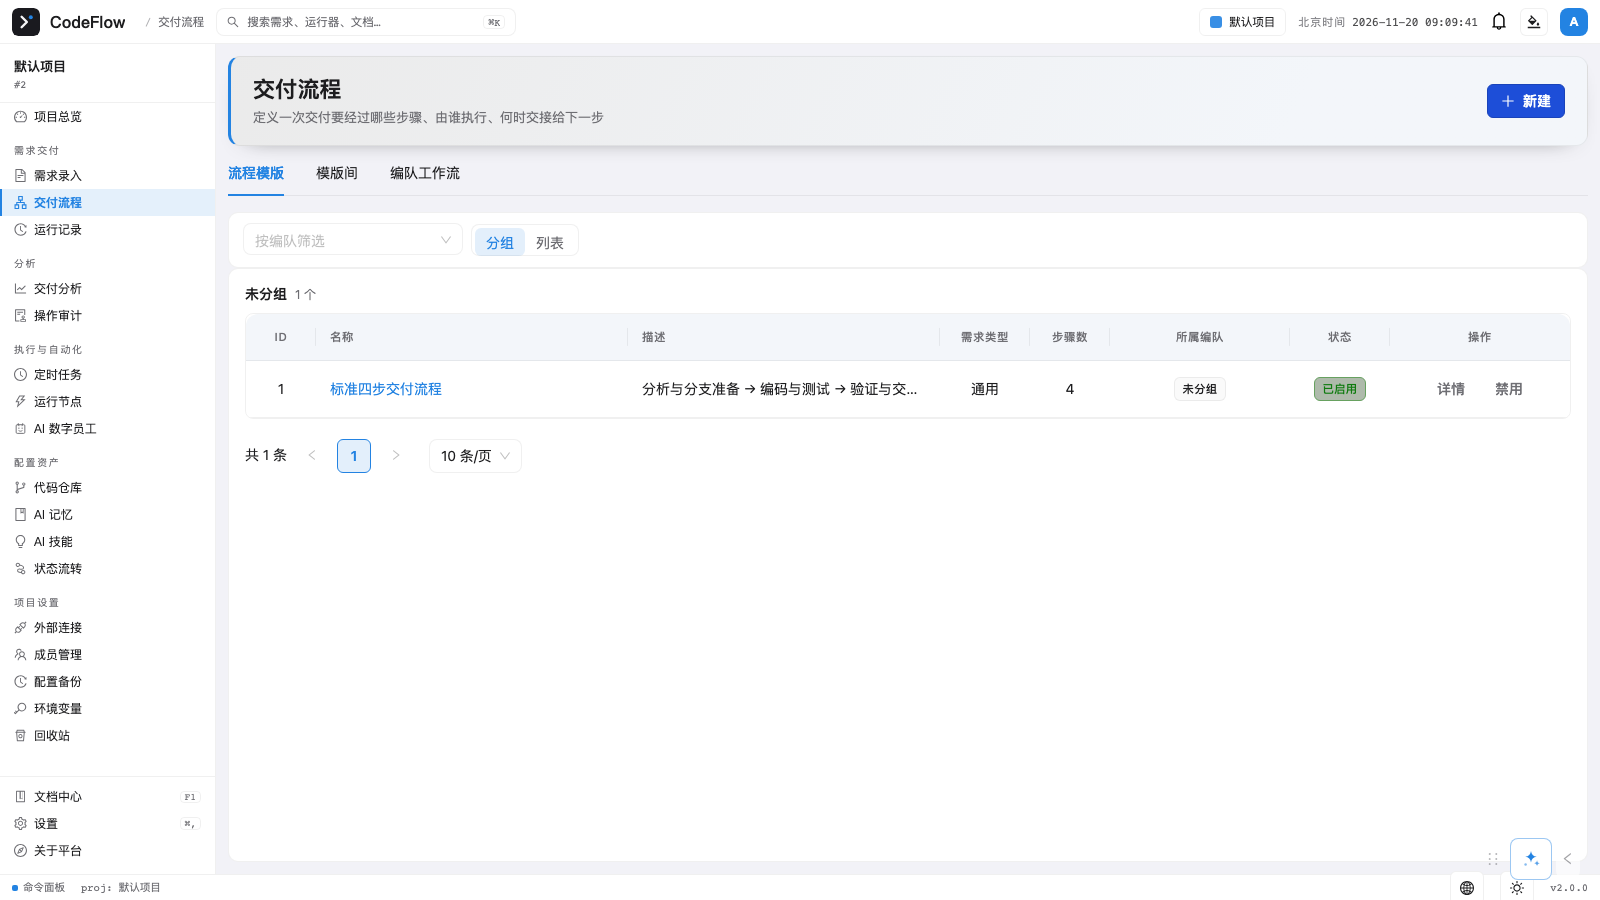 CodeFlow / 交付流程 搜索需求、运行器、文档... ⌘K 默认项目 北京时间 2026-11-20 09:09:41 A
默认项目
#2
项目总览
需求交付
需求录入
交付流程
运行记录
分析
交付分析
操作审计
执行与自动化
定时任务
运行节点
AI 数字员工
配置资产
代码仓库
AI 记忆
AI 技能
状态流转
项目设置
外部连接
成员管理
配置备份
环境变量
回收站
文档中心 F1
设置 ⌘,
关于平台
交付流程
定义一次交付要经过哪些步骤、由谁执行、何时交接给下一步
新建
流程模版 模版间 编队工作流
按编队筛选 分组 列表
未分组 1 个
ID 名称 描述 需求类型 步骤数 所属编队 状态 操作
1 标准四步交付流程 分析与分支准备 → 编码与测试 → 验证与交... 通用 4 未分组 已启用 详情 禁用
共 1 条 1 10 条/页
命令面板 proj: 默认项目 v2.0.0